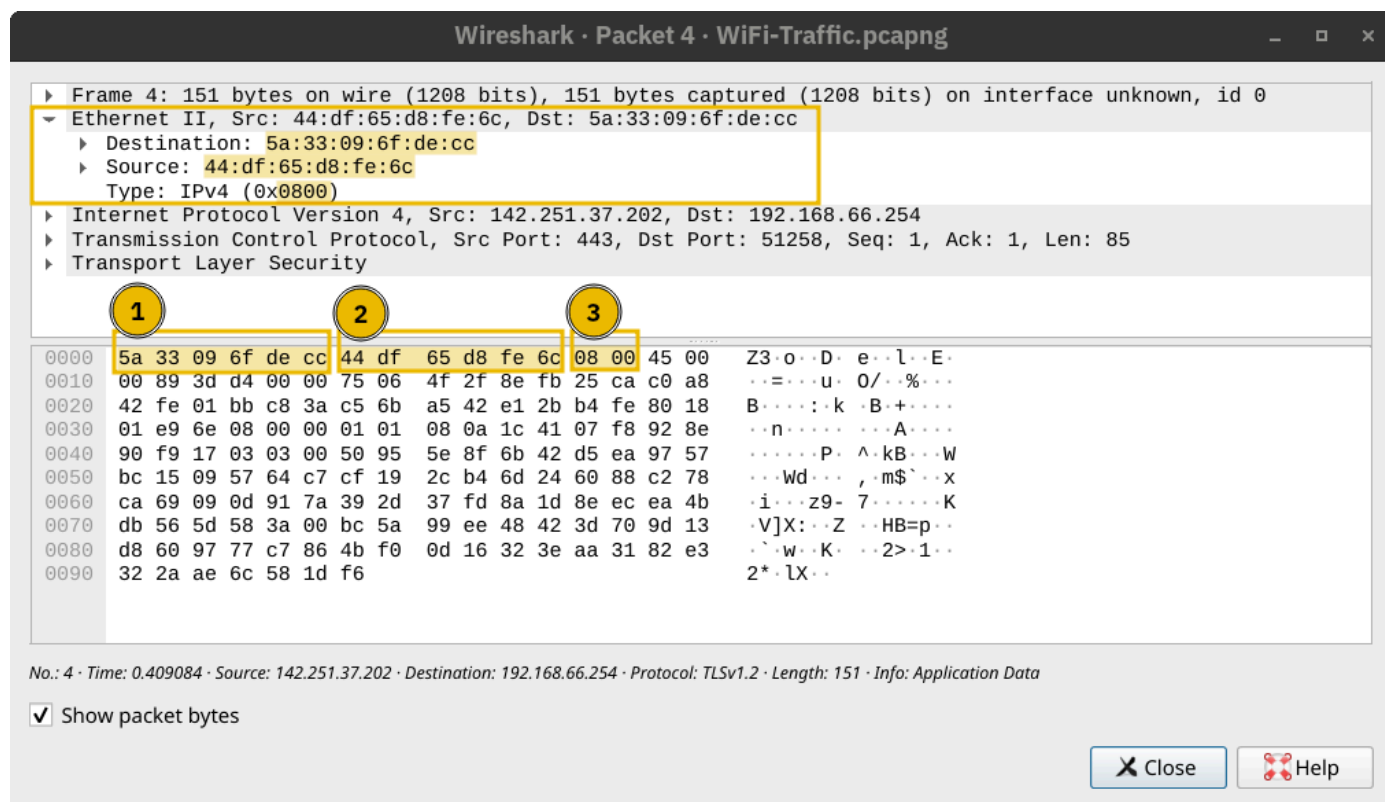 Wireshark · Packet 4 · WiFi-Traffic.pcapng
Frame 4: 151 bytes on wire (1208 bits), 151 bytes captured (1208 bits) on interface unknown, id 0
Ethernet II, Src: 44:df:65:d8:fe:6c, Dst: 5a:33:09:6f:de:cc
Destination: 5a:33:09:6f:de:cc
Source: 44:df:65:d8:fe:6c
Type: IPv4 (0x0800)
Internet Protocol Version 4, Src: 142.251.37.202, Dst: 192.168.66.254
Transmission Control Protocol, Src Port: 443, Dst Port: 51258, Seq: 1, Ack: 1, Len: 85
Transport Layer Security
1 2 3
0000 5a 33 09 6f de cc 44 df 65 d8 fe 6c 08 00 45 00 Z3·o··D· e··l··E·
0010 00 89 3d d4 00 00 75 06 4f 2f 8e fb 25 ca c0 a8 ··=···u· O/··%···
0020 42 fe 01 bb c8 3a c5 6b a5 42 e1 2b b4 fe 80 18 B····:·k ·B·+····
0030 01 e9 6e 08 00 00 01 01 08 0a 1c 41 07 f8 92 8e ··n····· ···A····
0040 90 f9 17 03 03 00 50 95 5e 8f 6b 42 d5 ea 97 57 ······P· ^·kB···W
0050 bc 15 09 57 64 c7 cf 19 2c b4 6d 24 60 88 c2 78 ···Wd··· ,·m$`··x
0060 ca 69 09 0d 91 7a 39 2d 37 fd 8a 1d 8e ec ea 4b ·i···z9- 7······K
0070 db 56 5d 58 3a 00 bc 5a 99 ee 48 42 3d 70 9d 13 ·V]X:··Z ··HB=p··
0080 d8 60 97 77 c7 86 4b f0 0d 16 32 3e aa 31 82 e3 ·`·w··K· ··2>·1··
0090 32 2a ae 6c 58 1d f6 2*·lX··
No.: 4 · Time: 0.409084 · Source: 142.251.37.202 · Destination: 192.168.66.254 · Protocol: TLSv1.2 · Length: 151 · Info: Application Data
Show packet bytes
Close Help